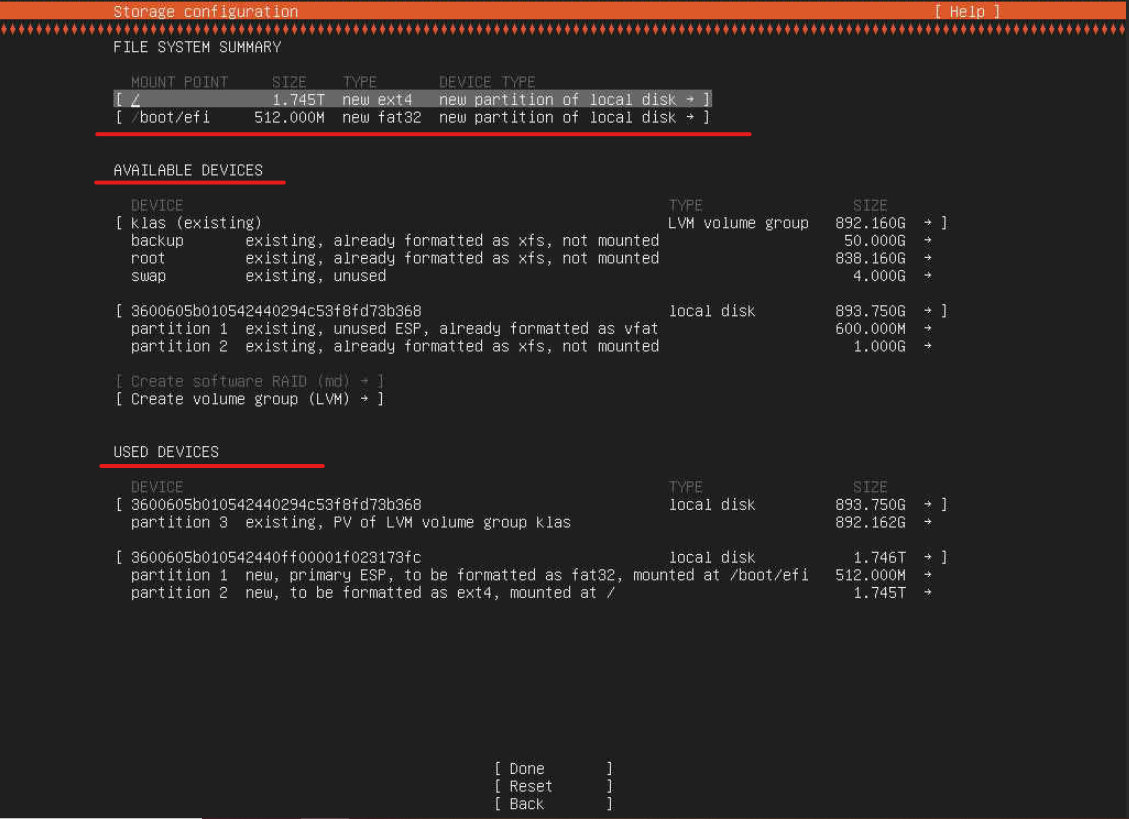 Storage configuration [ Help ]
FILE SYSTEM SUMMARY
MOUNT POINT SIZE TYPE DEVICE TYPE
[ / 1.745T new ext4 new partition of local disk → ]
[ /boot/efi 512.000M new fat32 new partition of local disk → ]
AVAILABLE DEVICES
DEVICE TYPE SIZE
[ klas (existing) LVM volume group 892.160G → ]
backup existing, already formatted as xfs, not mounted 50.000G →
root existing, already formatted as xfs, not mounted 838.160G →
swap existing, unused 4.000G →
[ 3600605b010542440294c53f8fd73b368 local disk 893.750G → ]
partition 1 existing, unused ESP, already formatted as vfat 600.000M →
partition 2 existing, already formatted as xfs, not mounted 1.000G →
[ Create software RAID (md) → ]
[ Create volume group (LVM) → ]
USED DEVICES
DEVICE TYPE SIZE
[ 3600605b010542440294c53f8fd73b368 local disk 893.750G → ]
partition 3 existing, PV of LVM volume group klas 892.162G →
[ 3600605b010542440ff00001f023173fc local disk 1.746T → ]
partition 1 new, primary ESP, to be formatted as fat32, mounted at /boot/efi 512.000M →
partition 2 new, to be formatted as ext4, mounted at / 1.745T →
[ Done ]
[ Reset ]
[ Back ]